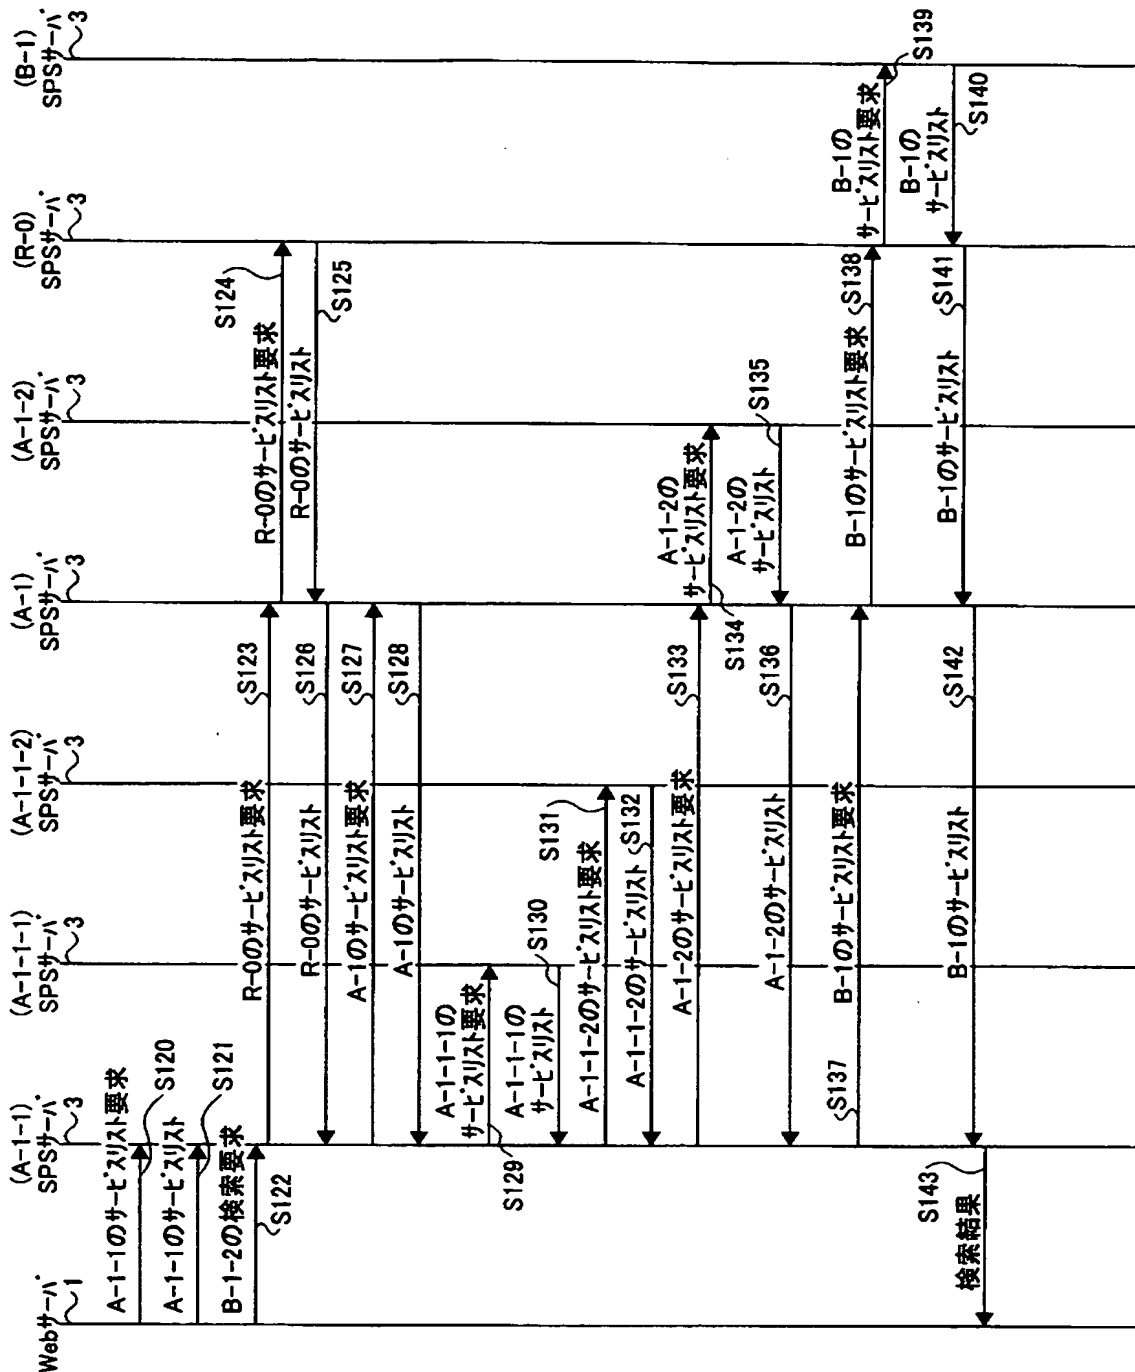 Webサーバ
1
(A-1-1)
SPSサーバ
3
(A-1-1-1)
SPSサーバ
3
(A-1-1-2)
SPSサーバ
3
(A-1)
SPSサーバ
3
(A-1-2)
SPSサーバ
3
(R-0)
SPSサーバ
3
(B-1)
SPSサーバ
3
A-1-1のサービスリスト要求
S120
A-1-1のサービスリスト
S121
B-1-2の検索要求
S122
R-0のサービスリスト要求
S123
R-0のサービスリスト要求
S124
R-0のサービスリスト
S125
R-0のサービスリスト
S126
A-1のサービスリスト要求
S127
A-1のサービスリスト
S128
A-1-1-1の
サービスリスト要求
S129
A-1-1-1の
サービスリスト
S130
A-1-1-2のサービスリスト要求
S131
A-1-1-2のサービスリスト
S132
A-1-2のサービスリスト要求
S133
A-1-2の
サービスリスト要求
S134
A-1-2の
サービスリスト
S135
A-1-2のサービスリスト
S136
B-1のサービスリスト要求
S137
B-1のサービスリスト要求
S138
B-1の
サービスリスト要求
S139
B-1の
サービスリスト
S140
B-1のサービスリスト
S141
B-1のサービスリスト
S142
検索結果
S143